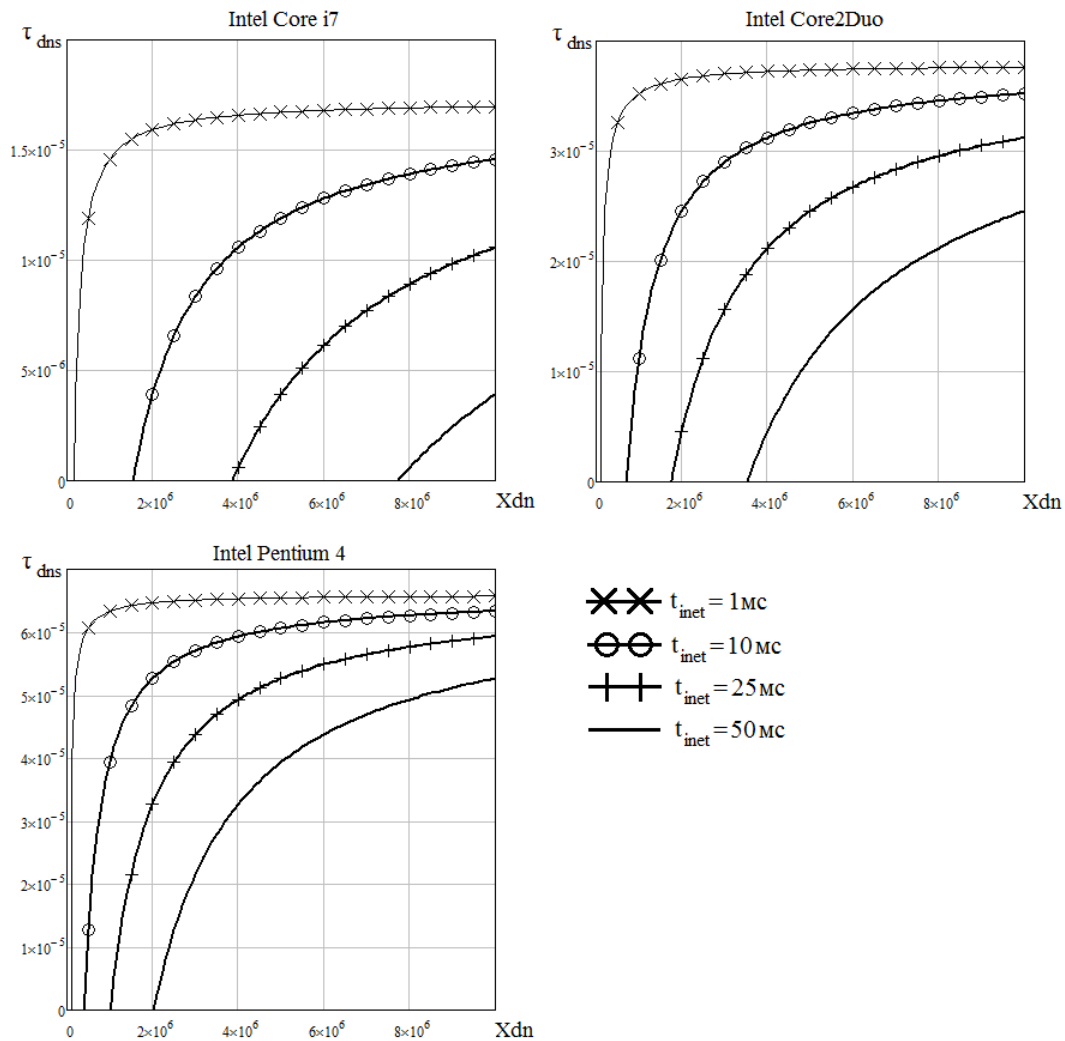 Intel Core i7
τ dns
1.5×10⁻⁵
1×10⁻⁵
5×10⁻⁶
0
0 2×10⁶ 4×10⁶ 6×10⁶ 8×10⁶ Xdn
Intel Core2Duo
τ dns
3×10⁻⁵
2×10⁻⁵
1×10⁻⁵
0
0 2×10⁶ 4×10⁶ 6×10⁶ 8×10⁶ Xdn
Intel Pentium 4
τ dns
6×10⁻⁵
5×10⁻⁵
4×10⁻⁵
3×10⁻⁵
2×10⁻⁵
1×10⁻⁵
0
0 2×10⁶ 4×10⁶ 6×10⁶ 8×10⁶ Xdn
t inet = 1мс
t inet = 10мс
t inet = 25мс
t inet = 50мс